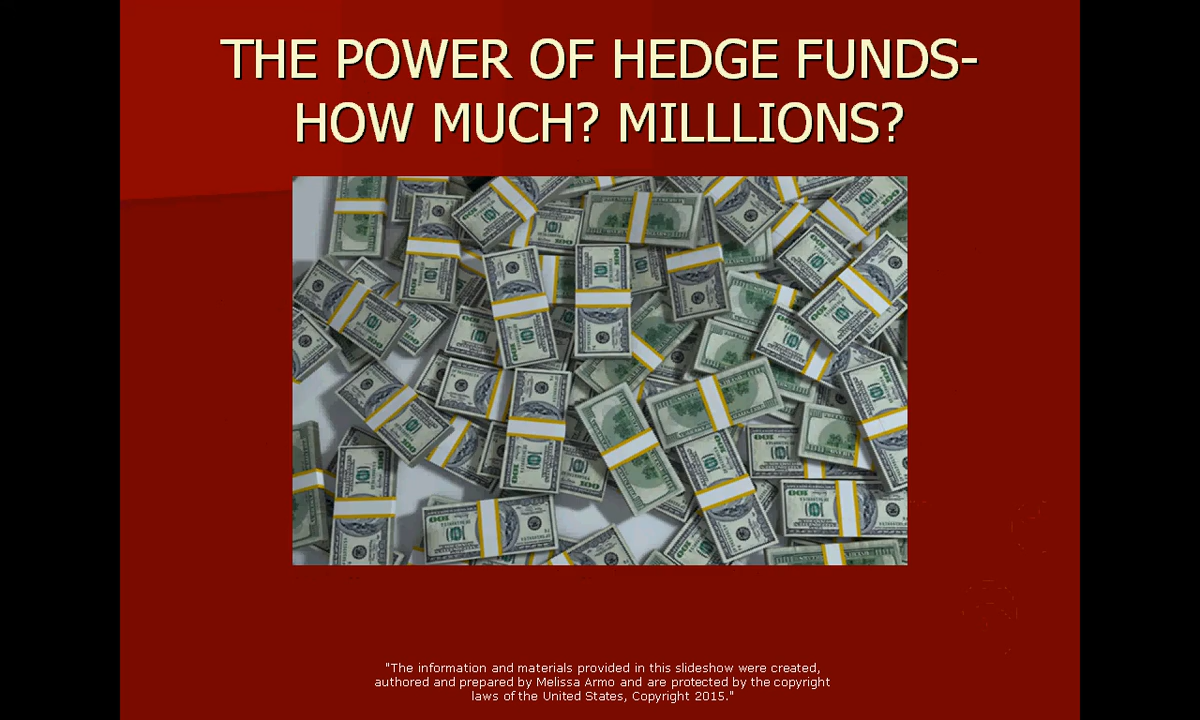 THE POWER OF HEDGE FUNDS-
HOW MUCH? MILLLIONS?
"The information and materials provided in this slideshow were created,
authored and prepared by Melissa Armo and are protected by the copyright
laws of the United States, Copyright 2015."